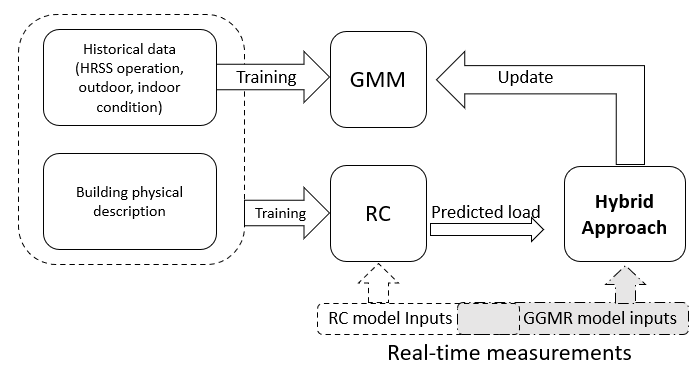 Historical data
(HRSS operation,
outdoor, indoor
condition)
Training
GMM
Update
Building physical
description
Training
RC
Predicted load
Hybrid
Approach
RC model Inputs
GGMR model inputs
Real-time measurements